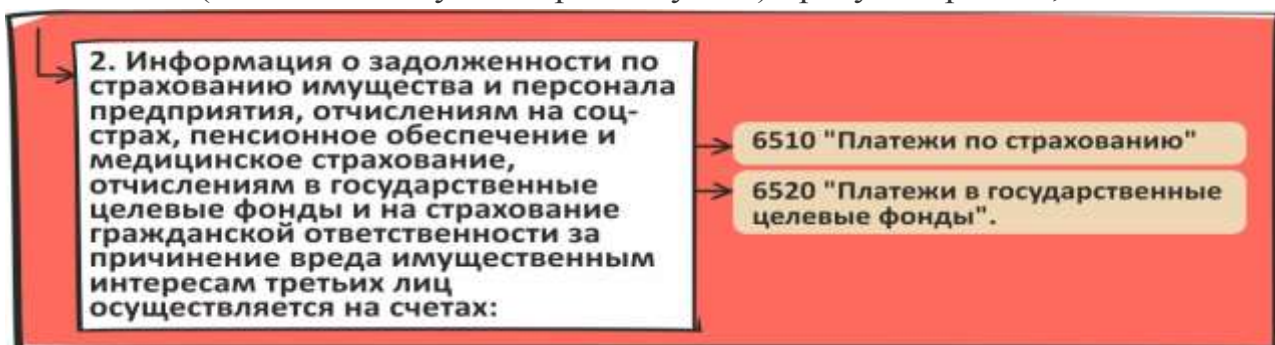 2. Информация о задолженности по
страхованию имущества и персонала
предприятия, отчислениям на соц-
страх, пенсионное обеспечение и
медицинское страхование,
отчислениям в государственные
целевые фонды и на страхование
гражданской ответственности за
причинение вреда имущественным
интересам третьих лиц
осуществляется на счетах:
6510 "Платежи по страхованию"
6520 "Платежи в государственные
целевые фонды".